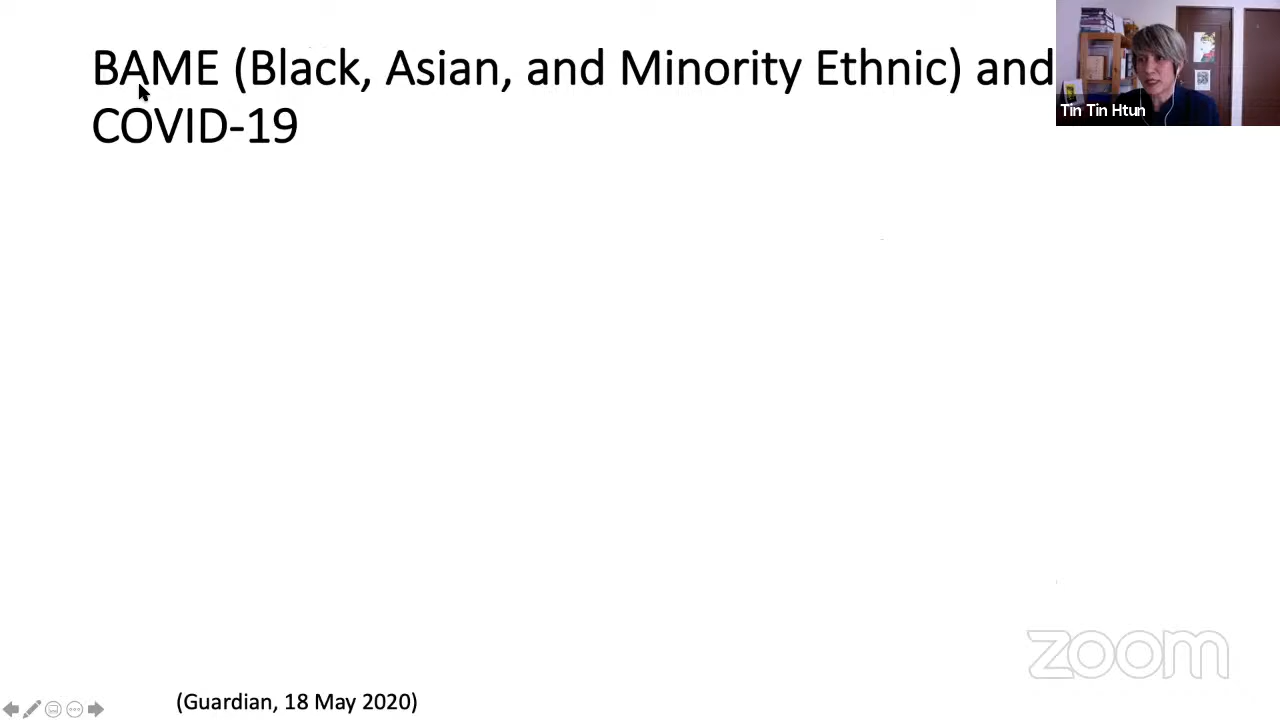 BAME (Black, Asian, and Minority Ethnic) and
COVID-19
Tin Tin Htun
zoom
(Guardian, 18 May 2020)